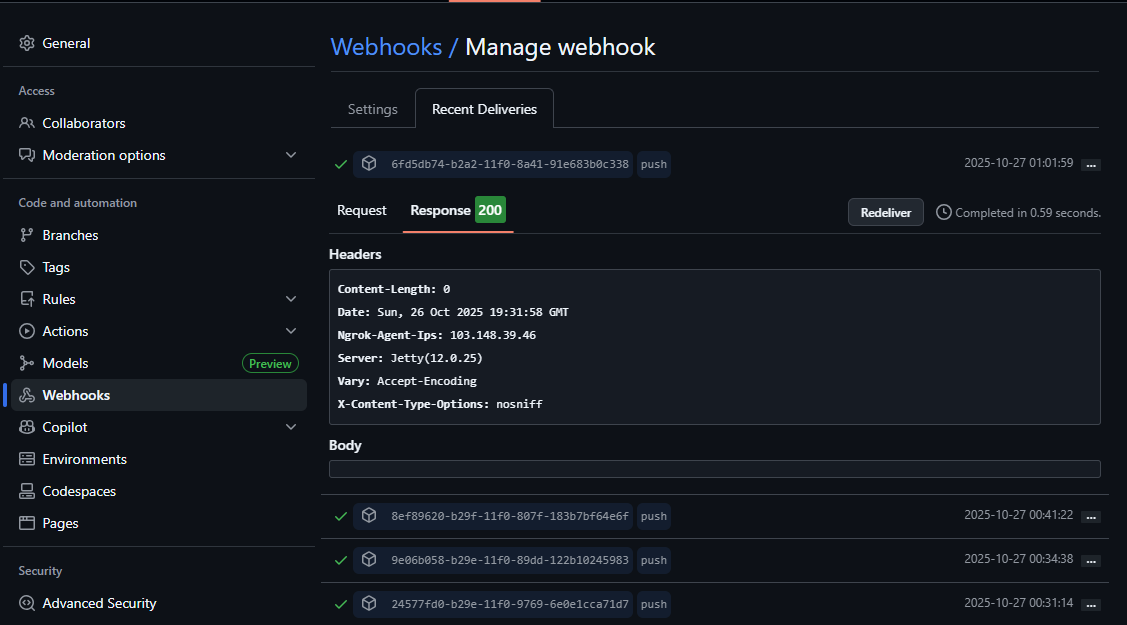 General
Access
Collaborators
Moderation options
Code and automation
Branches
Tags
Rules
Actions
Models Preview
Webhooks
Copilot
Environments
Codespaces
Pages
Security
Advanced Security
Webhooks / Manage webhook
Settings Recent Deliveries
6fd5db74-b2a2-11f0-8a41-91e683b0c338 push 2025-10-27 01:01:59 ...
Request Response 200 Redeliver Completed in 0.59 seconds.
Headers
Content-Length: 0
Date: Sun, 26 Oct 2025 19:31:58 GMT
Ngrok-Agent-Ips: 103.148.39.46
Server: Jetty(12.0.25)
Vary: Accept-Encoding
X-Content-Type-Options: nosniff
Body
8ef89620-b29f-11f0-807f-183b7bf64e6f push 2025-10-27 00:41:22 ...
9e06b058-b29e-11f0-89dd-122b10245983 push 2025-10-27 00:34:38 ...
24577fd0-b29e-11f0-9769-6e0e1cca71d7 push 2025-10-27 00:31:14 ...